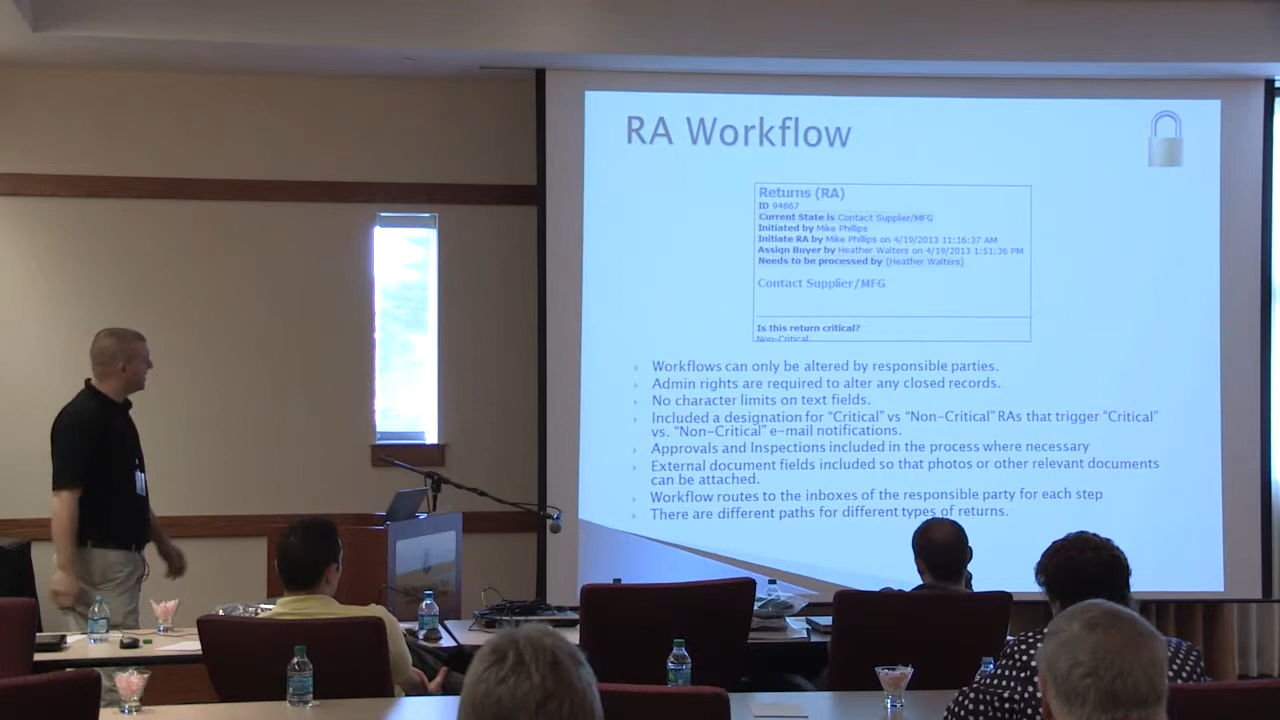 RA Workflow
Returns (RA)
ID 94867
Current State is Contact Supplier/MFG
Initiated by Mike Phillips
Initiate RA by Mike Phillips on 4/19/2013 11:16:37 AM
Assign Buyer by Heather Walters on 4/19/2013 1:51:36 PM
Needs to be processed by (Heather Walters)
Contact Supplier/MFG
Is this return critical?
Non-Critical
Workflows can only be altered by responsible parties.
Admin rights are required to alter any closed records.
No character limits on text fields.
Included a designation for “Critical” vs “Non-Critical” RAs that trigger “Critical”
vs. “Non-Critical” e-mail notifications.
Approvals and Inspections included in the process where necessary
External document fields included so that photos or other relevant documents
can be attached.
Workflow routes to the inboxes of the responsible party for each step
There are different paths for different types of returns.